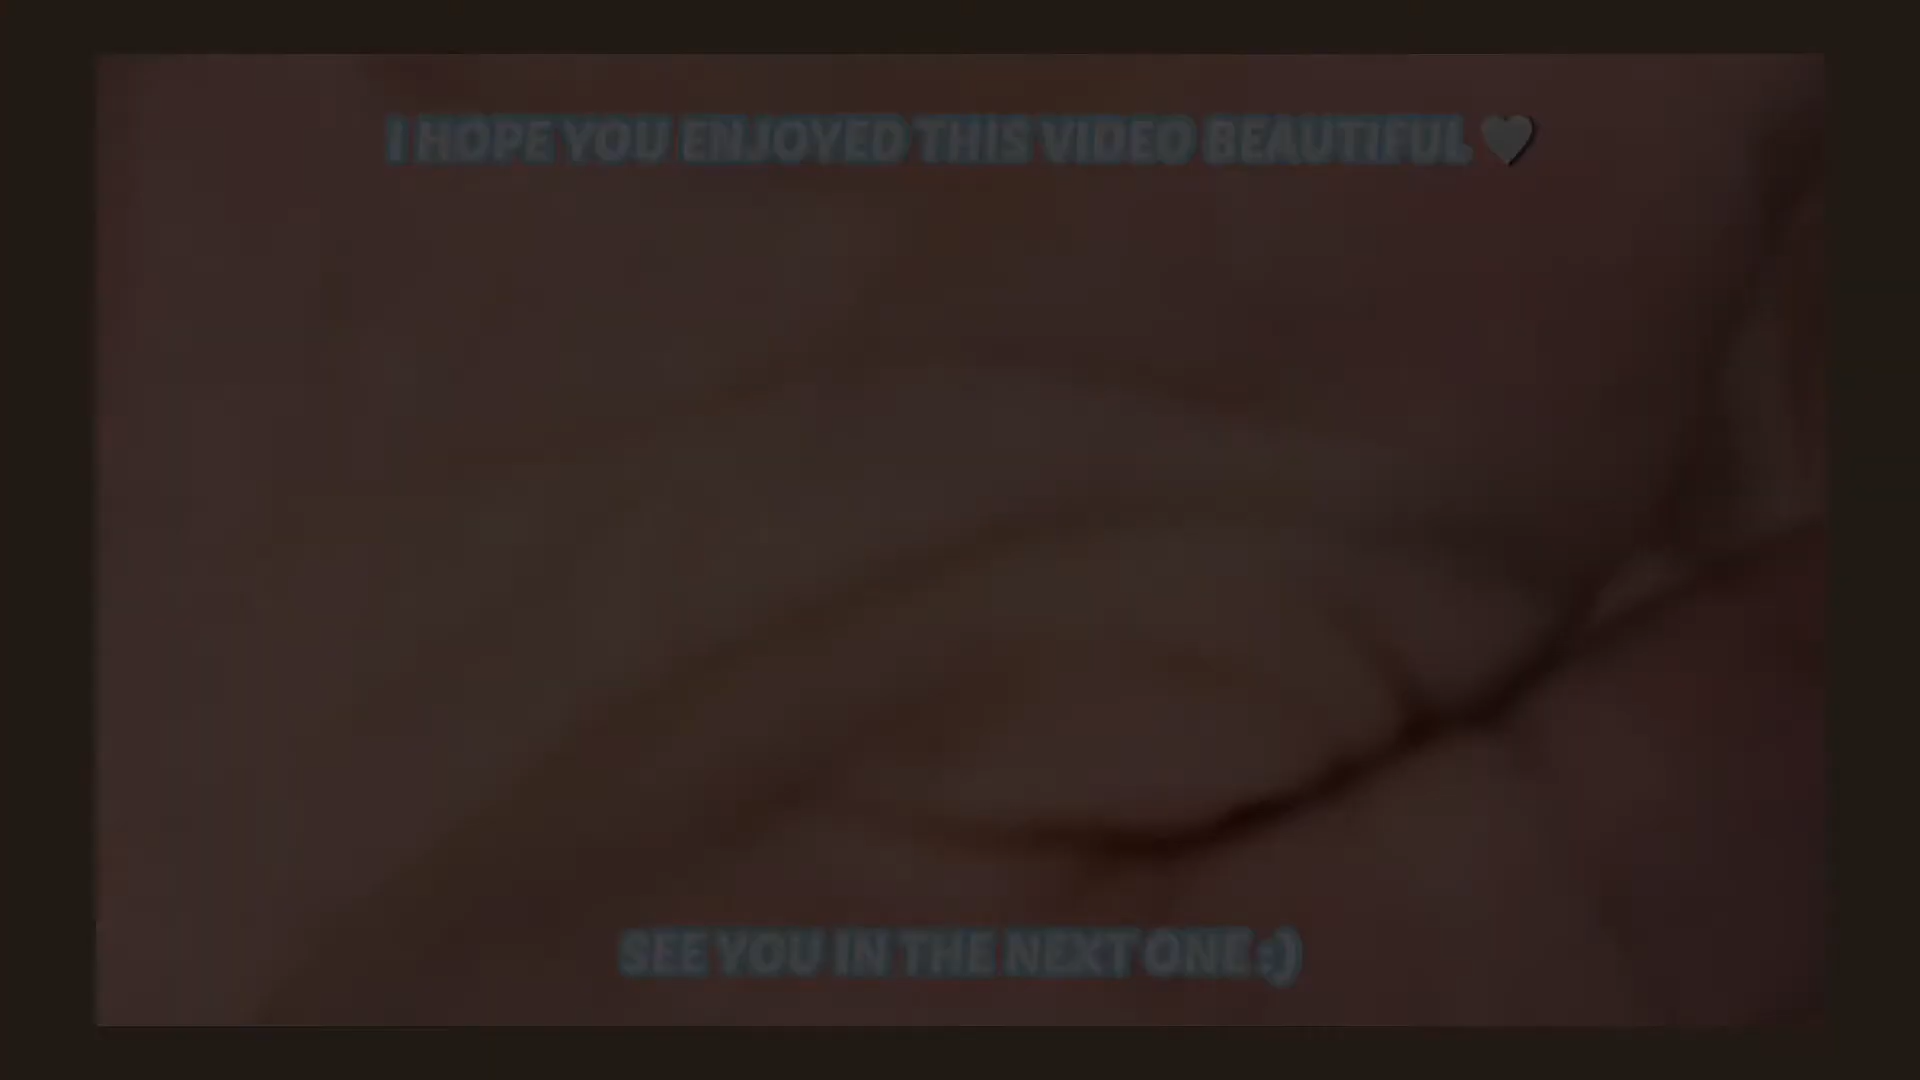 I HOPE YOU ENJOYED THIS VIDEO BEAUTIFUL 🖤
SEE YOU IN THE NEXT ONE :)